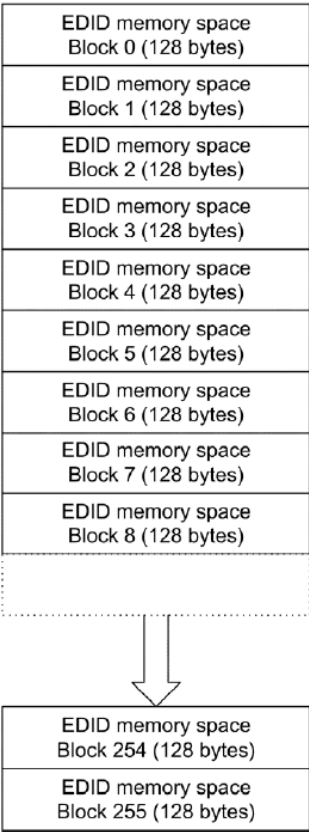 EDID memory space
Block 0 (128 bytes)
EDID memory space
Block 1 (128 bytes)
EDID memory space
Block 2 (128 bytes)
EDID memory space
Block 3 (128 bytes)
EDID memory space
Block 4 (128 bytes)
EDID memory space
Block 5 (128 bytes)
EDID memory space
Block 6 (128 bytes)
EDID memory space
Block 7 (128 bytes)
EDID memory space
Block 8 (128 bytes)
EDID memory space
Block 254 (128 bytes)
EDID memory space
Block 255 (128 bytes)